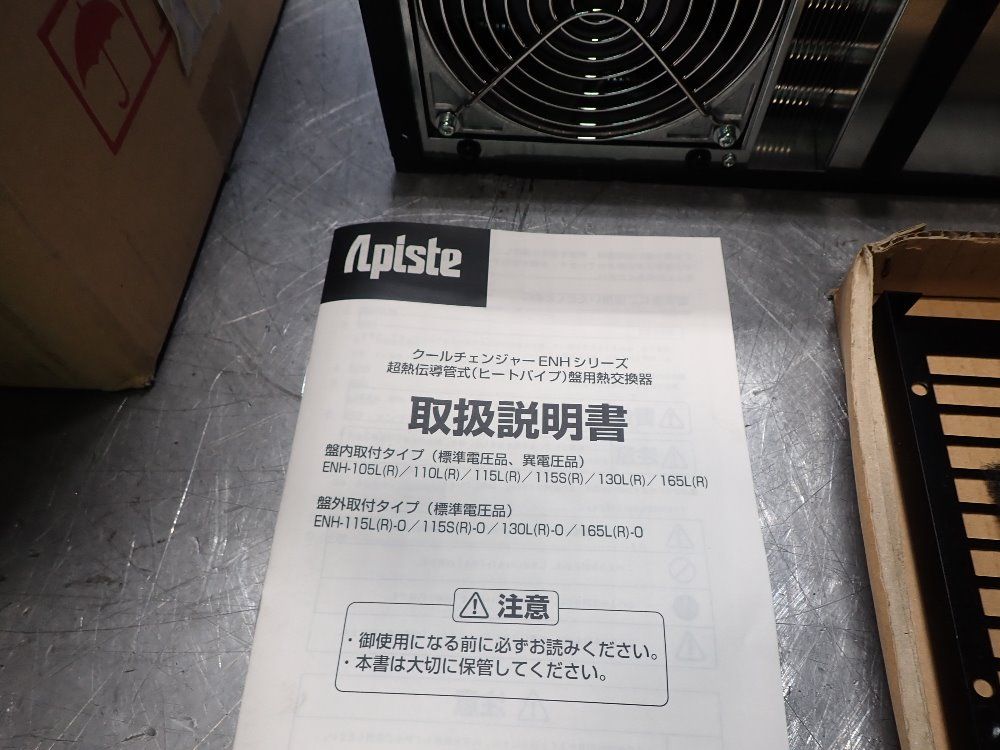 Apiste
クールチェンジャーENHシリーズ
超熱伝導管式(ヒートパイプ)盤用熱交換器
取扱説明書
盤内取付タイプ（標準電圧品、異電圧品）
ENH-105L(R)／110L(R)／115L(R)／115S(R)／130L(R)／165L(R)
盤外取付タイプ（標準電圧品）
ENH-115L(R)-O／115S(R)-O／130L(R)-O／165L(R)-O
注意
・御使用になる前に必ずお読みください。
・本書は大切に保管してください。